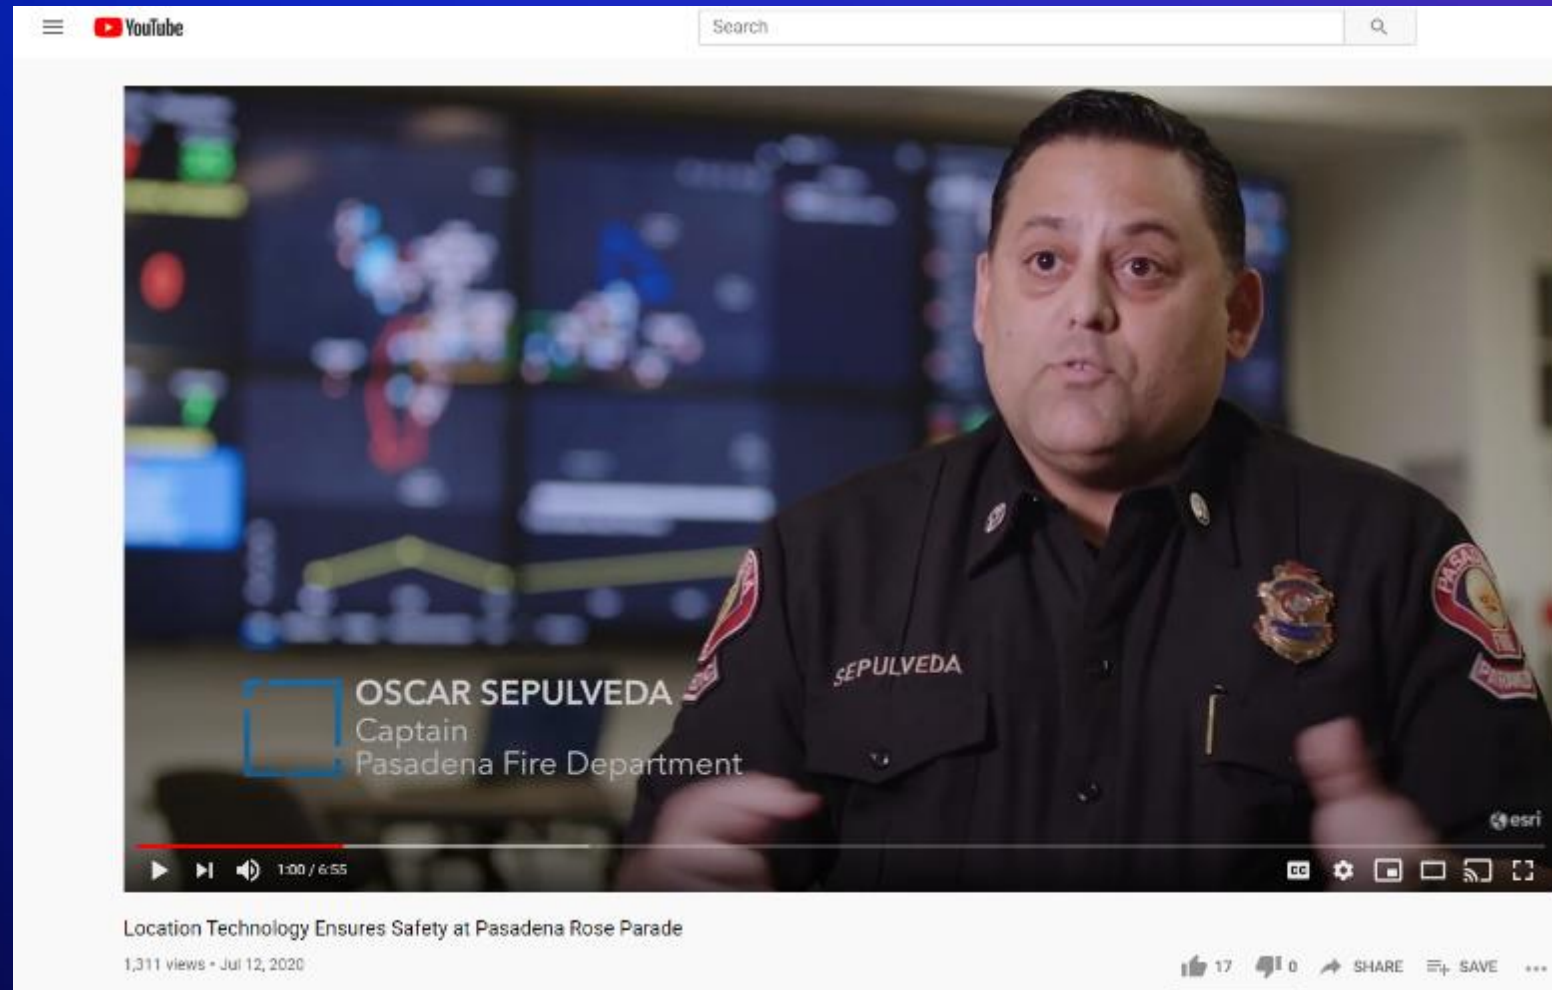 YouTube
Search
SEPULVEDA
OSCAR SEPULVEDA
Captain
Pasadena Fire Department
esri
1:00 / 6:55
CC
Location Technology Ensures Safety at Pasadena Rose Parade
1,311 views • Jul 12, 2020
17 0 SHARE SAVE